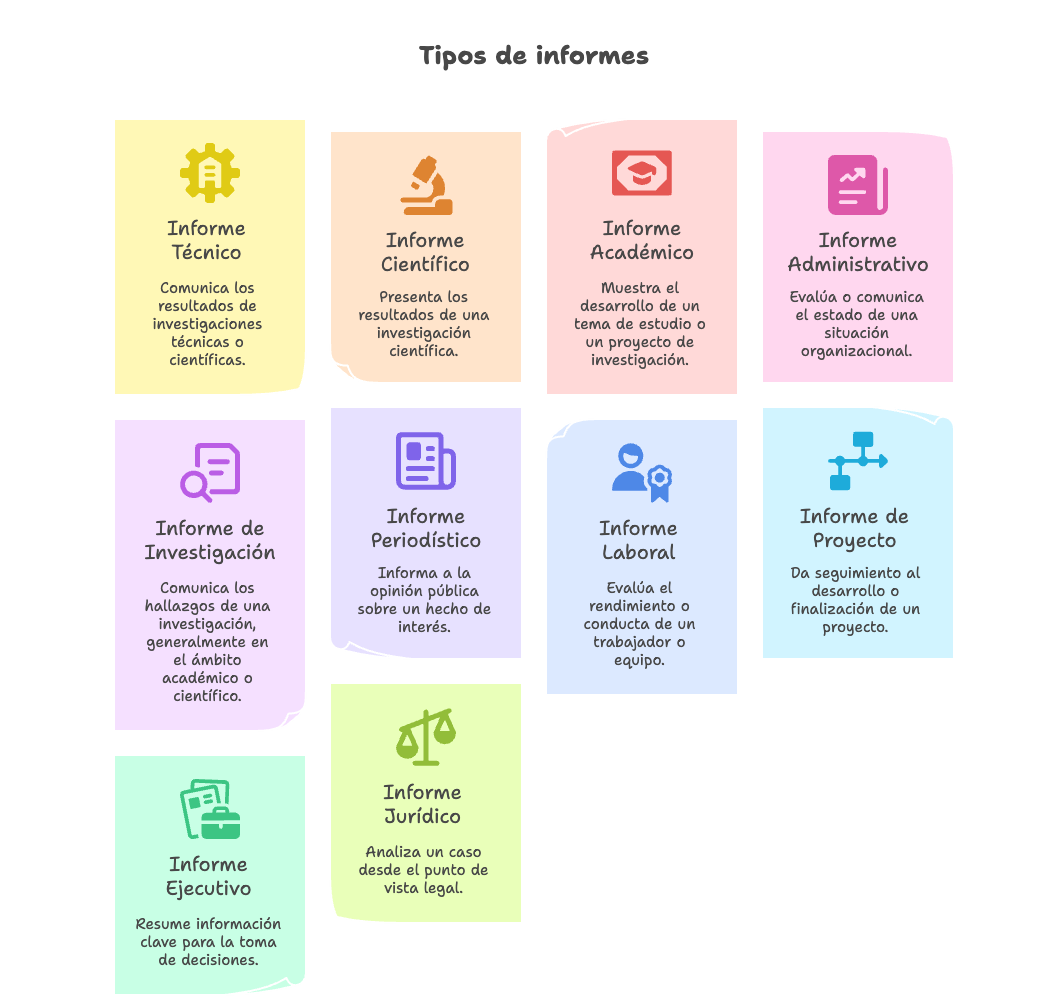 Tipos de informes
Informe
Técnico
Comunica los
resultados de
investigaciones
técnicas o
científicas.
Informe
Científico
Presenta los
resultados de una
investigación
científica.
Informe
Académico
Muestra el
desarrollo de un
tema de estudio o
un proyecto de
investigación.
Informe
Administrativo
Evalúa o comunica
el estado de una
situación
organizacional.
Informe de
Investigación
Comunica los
hallazgos de una
investigación,
generalmente en
el ámbito
académico o
científico.
Informe
Periodístico
Informa a la
opinión pública
sobre un hecho de
interés.
Informe
Laboral
Evalúa el
rendimiento o
conducta de un
trabajador o
equipo.
Informe de
Proyecto
Da seguimiento al
desarrollo o
finalización de un
proyecto.
Informe
Ejecutivo
Resume información
clave para la toma
de decisiones.
Informe
Jurídico
Analiza un caso
desde el punto de
vista legal.